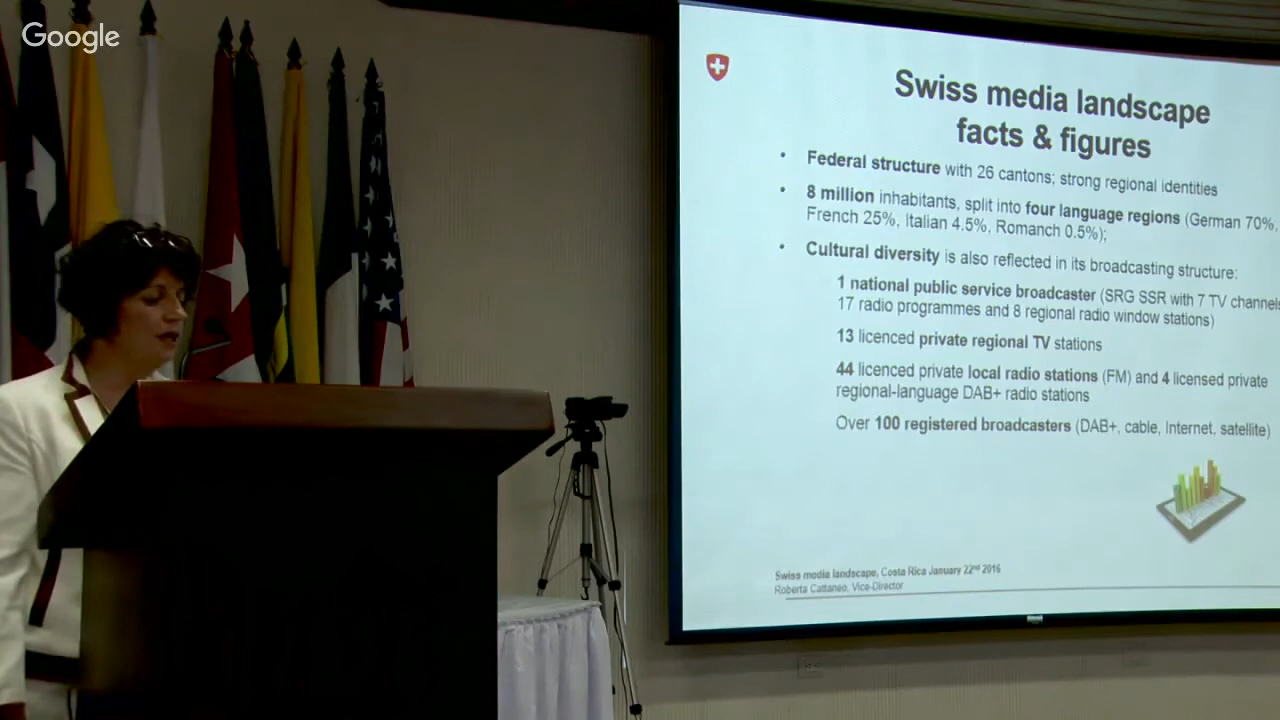 Google
Swiss media landscape
facts & figures
• Federal structure with 26 cantons; strong regional identities
• 8 million inhabitants, split into four language regions (German 70%,
French 25%, Italian 4.5%, Romanch 0.5%);
• Cultural diversity is also reflected in its broadcasting structure:
1 national public service broadcaster (SRG SSR with 7 TV channels
17 radio programmes and 8 regional radio window stations)
13 licenced private regional TV stations
44 licenced private local radio stations (FM) and 4 licensed private
regional-language DAB+ radio stations
Over 100 registered broadcasters (DAB+, cable, Internet, satellite)
Swiss media landscape, Costa Rica January 22nd 2016
Roberta Cattaneo, Vice-Director